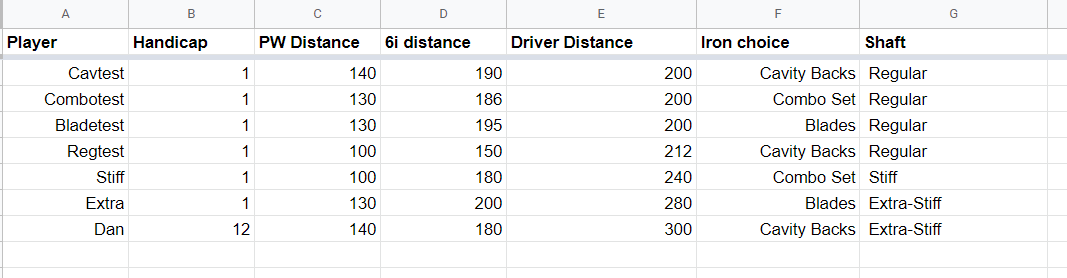 A B C D E F G
Player Handicap PW Distance 6i distance Driver Distance Iron choice Shaft
Cavtest 1 140 190 200 Cavity Backs Regular
Combotest 1 130 186 200 Combo Set Regular
Bladetest 1 130 195 200 Blades Regular
Regtest 1 100 150 212 Cavity Backs Regular
Stiff 1 100 180 240 Combo Set Stiff
Extra 1 130 200 280 Blades Extra-Stiff
Dan 12 140 180 300 Cavity Backs Extra-Stiff